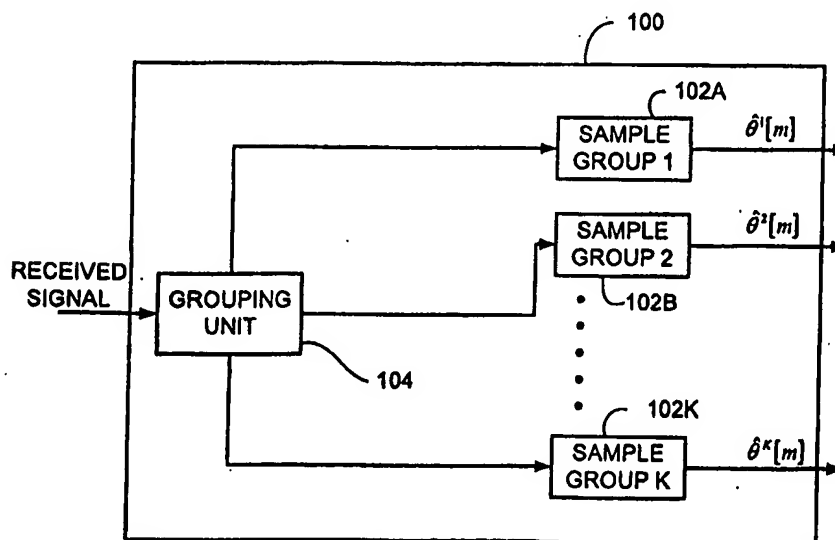 100
102A
SAMPLE
GROUP 1
θ̂¹[m]
SAMPLE
GROUP 2
θ̂²[m]
102B
RECEIVED
SIGNAL
GROUPING
UNIT
104
102K
SAMPLE
GROUP K
θ̂ᴷ[m]